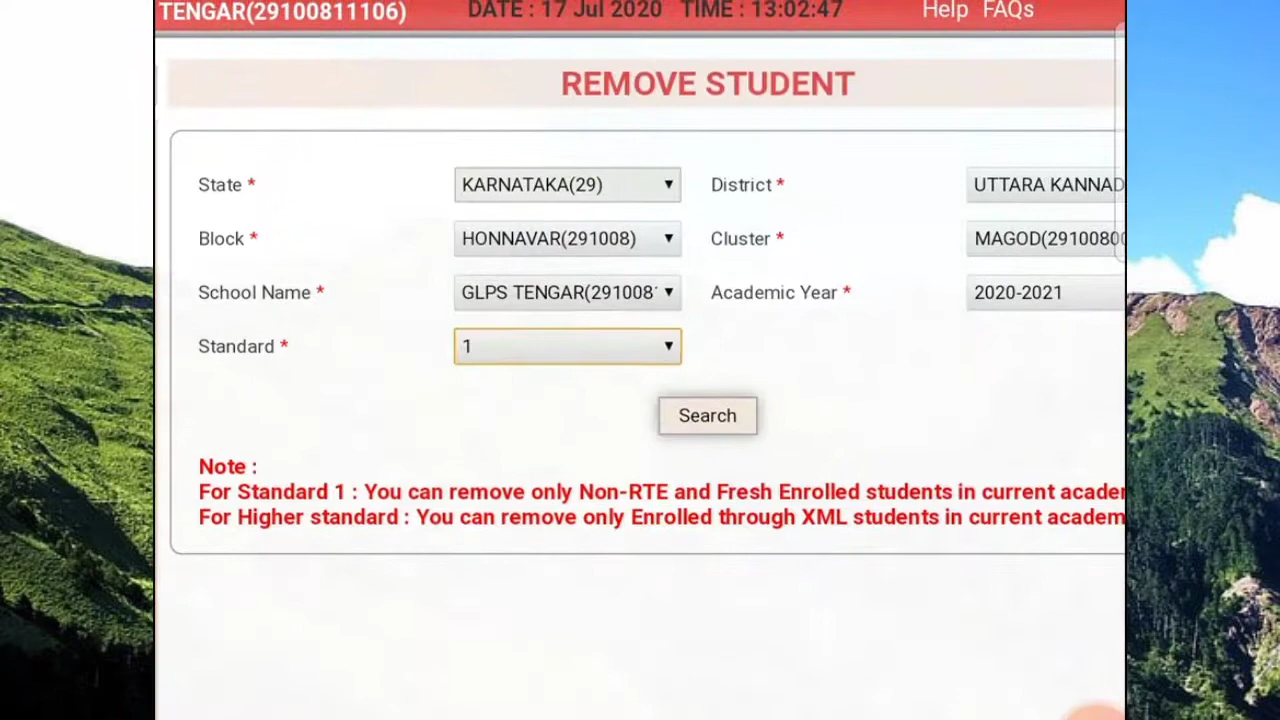 TENGAR(29100811106) DATE : 17 Jul 2020 TIME : 13:02:47 Help FAQs
REMOVE STUDENT
State * KARNATAKA(29) District * UTTARA KANNAD
Block * HONNAVAR(291008) Cluster * MAGOD(2910080
School Name * GLPS TENGAR(291008 Academic Year * 2020-2021
Standard * 1
Search
Note :
For Standard 1 : You can remove only Non-RTE and Fresh Enrolled students in current acade
For Higher standard : You can remove only Enrolled through XML students in current academ